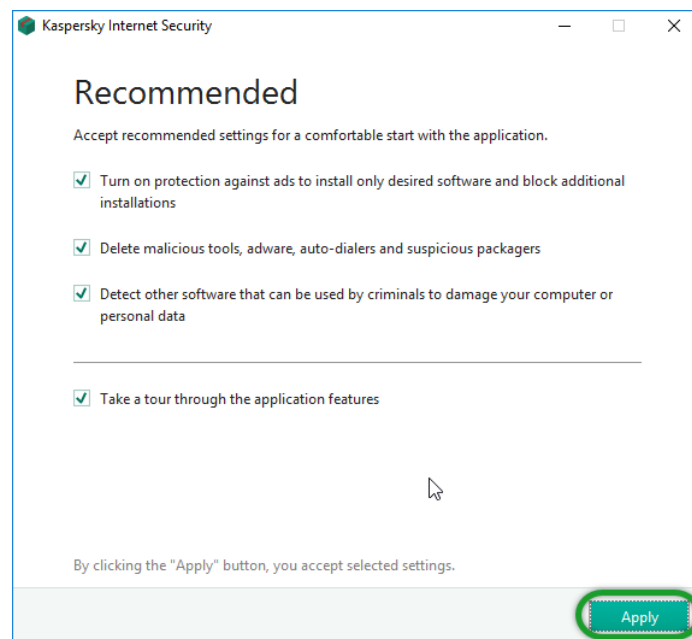 Kaspersky Internet Security
Recommended
Accept recommended settings for a comfortable start with the application.
Turn on protection against ads to install only desired software and block additional
installations
Delete malicious tools, adware, auto-dialers and suspicious packagers
Detect other software that can be used by criminals to damage your computer or
personal data
Take a tour through the application features
By clicking the "Apply" button, you accept selected settings.
Apply